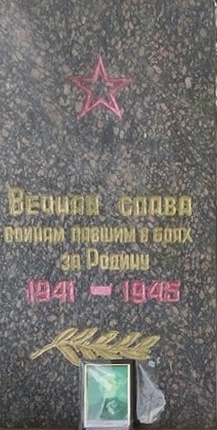 Вечная слава
воинам павшим в боях
за Родину
1941 - 1945